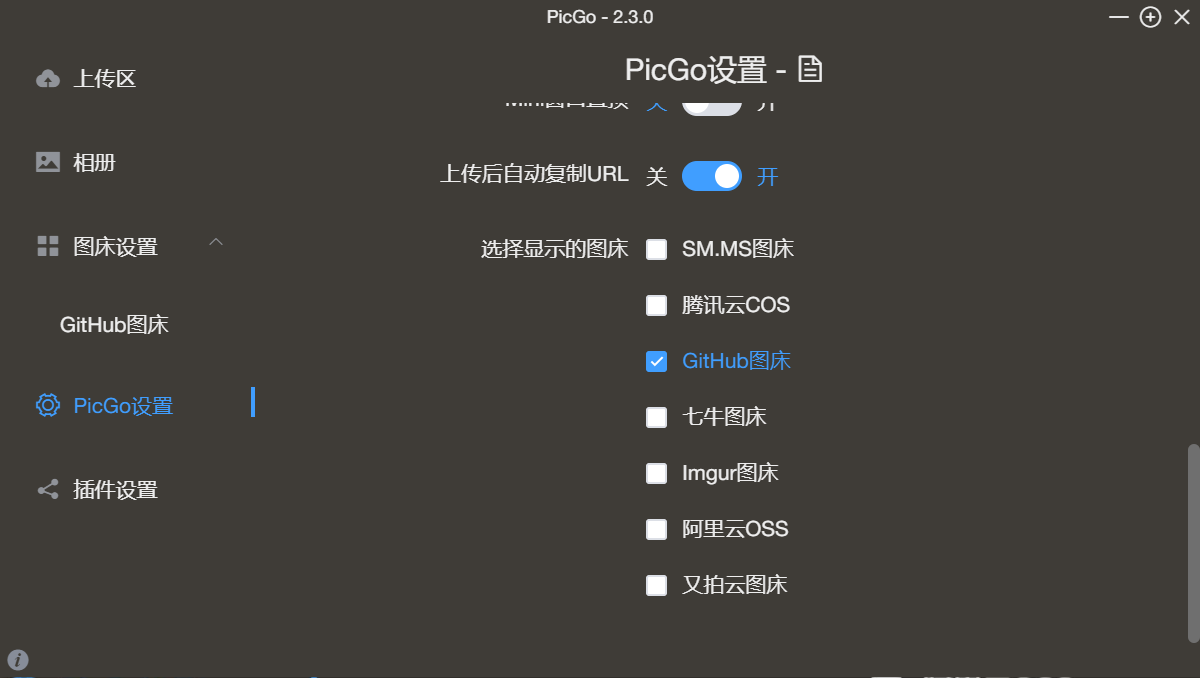 PicGo - 2.3.0
上传区
相册
图床设置
GitHub图床
PicGo设置
插件设置
PicGo设置 -
上传后自动复制URL 关 开
选择显示的图床
SM.MS图床
腾讯云COS
GitHub图床
七牛图床
Imgur图床
阿里云OSS
又拍云图床